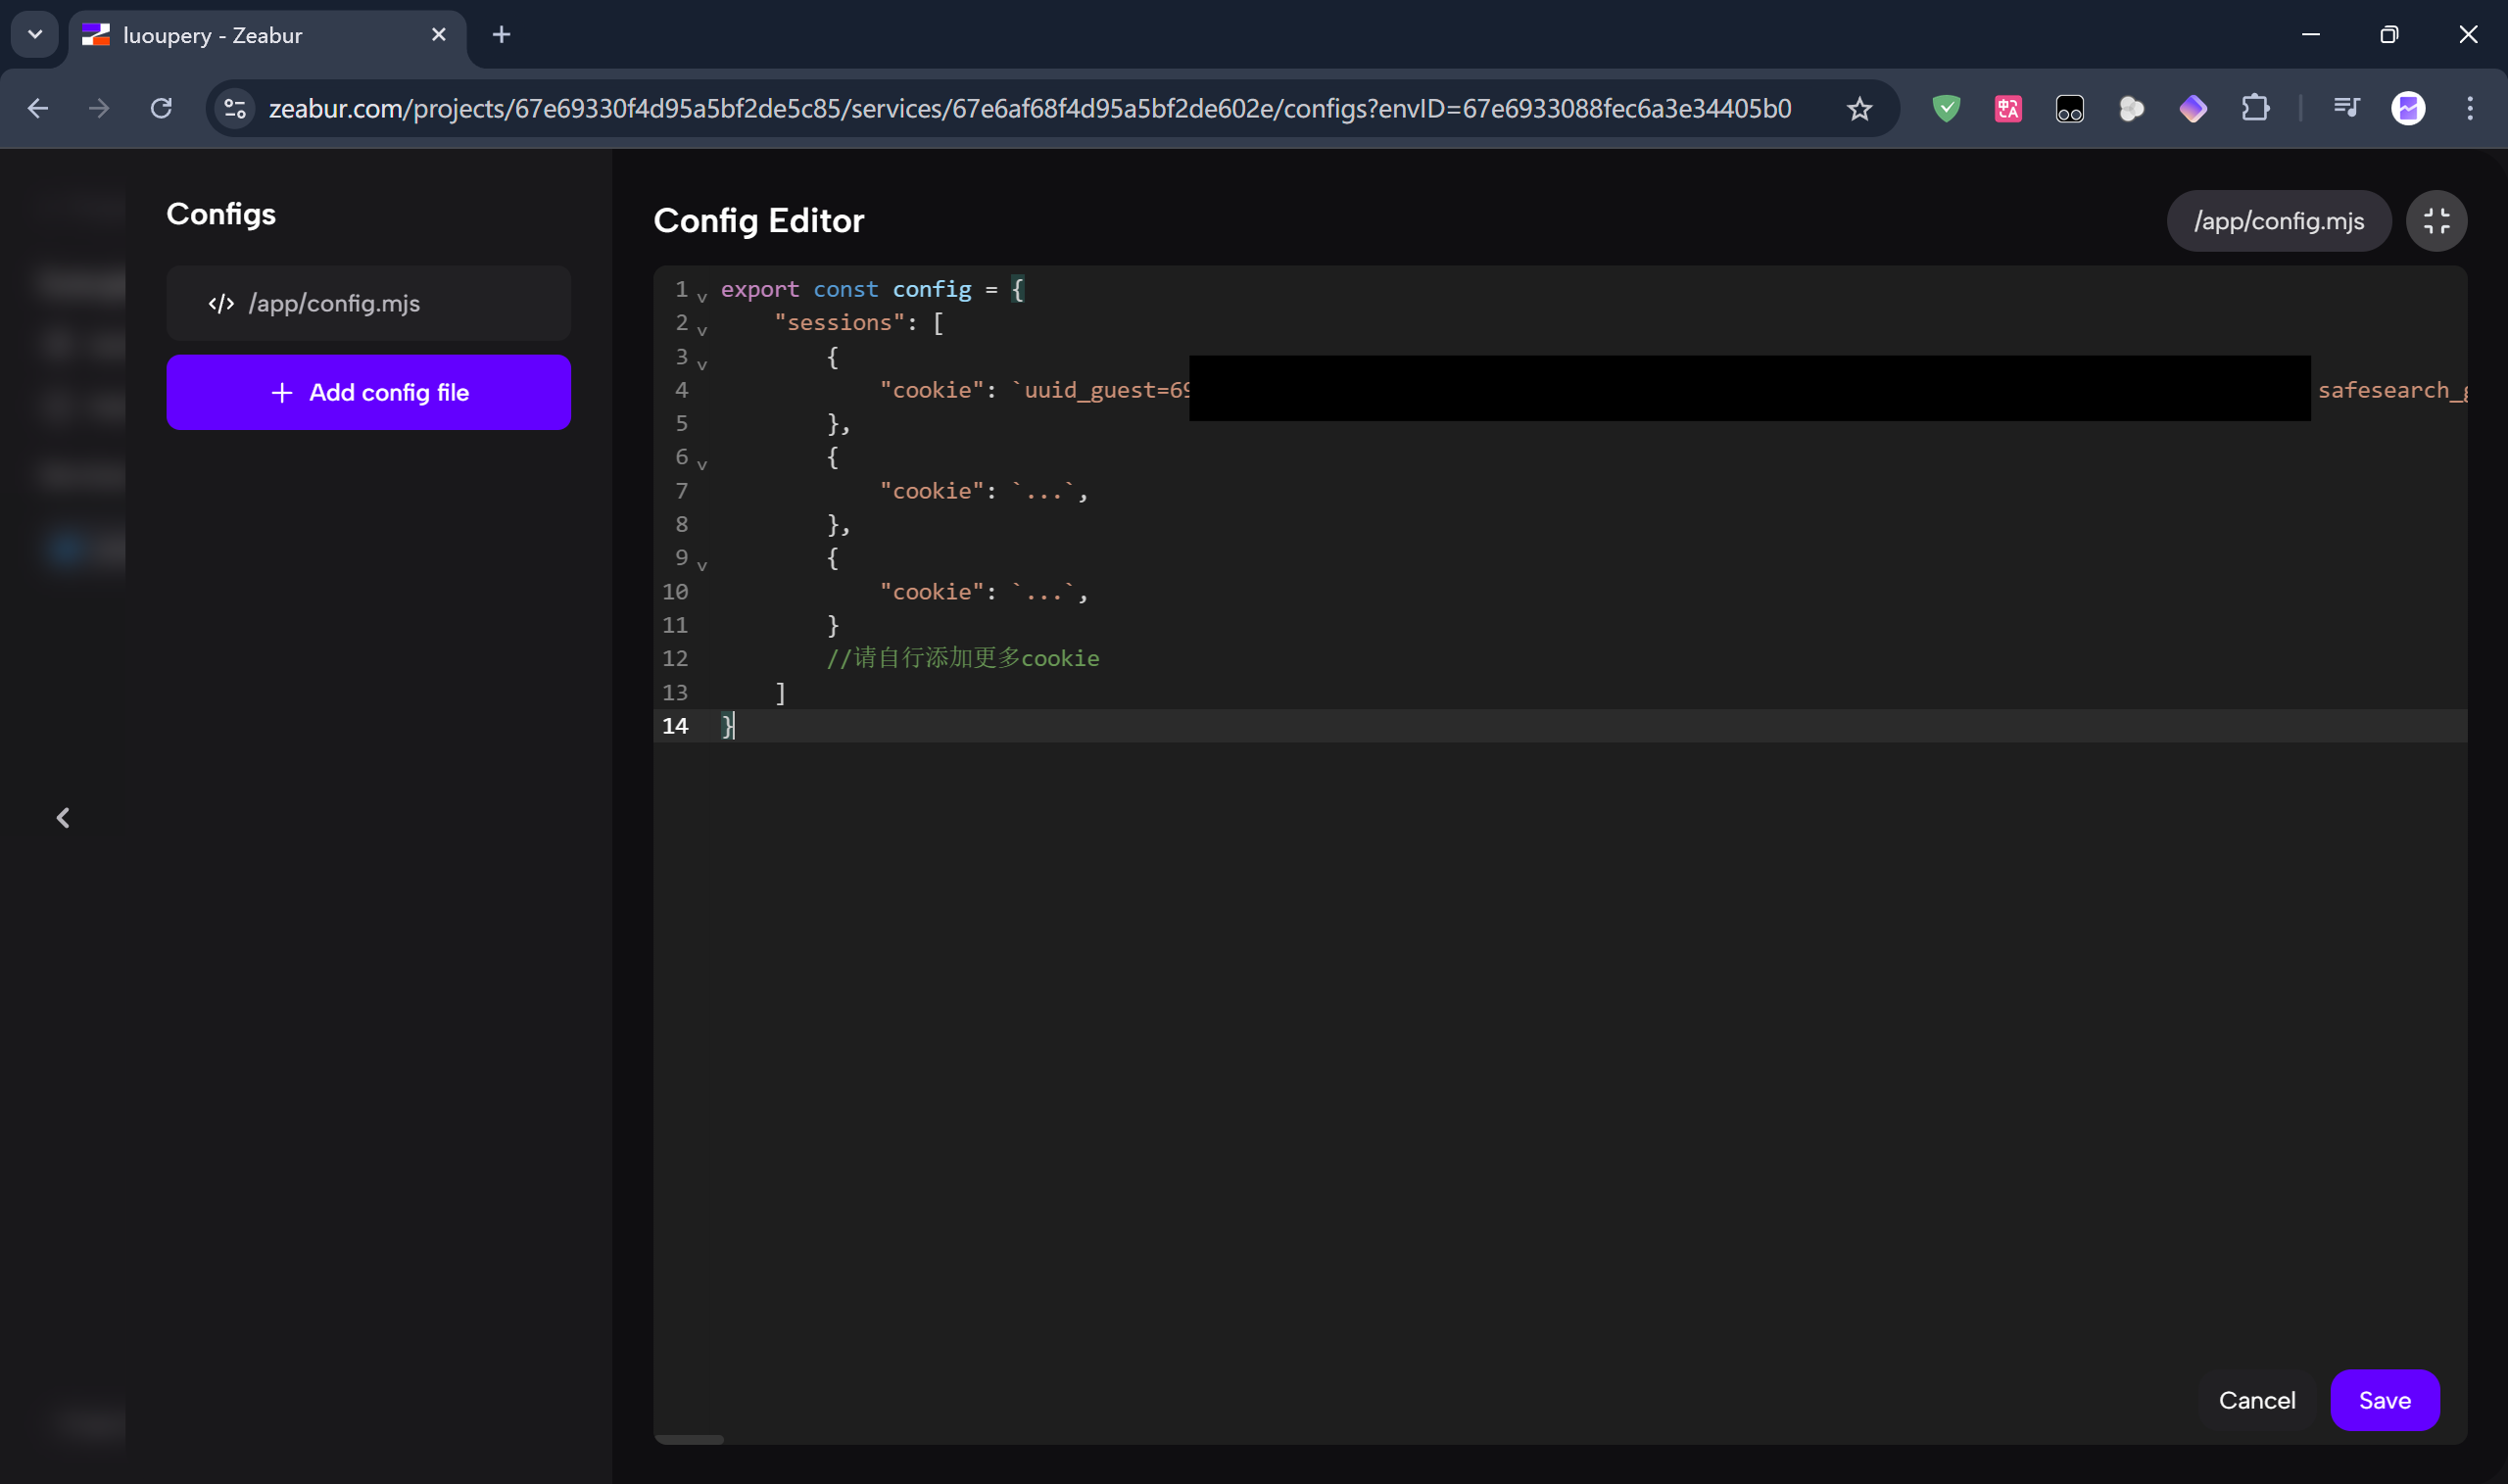 luoupery - Zeabur
zeabur.com/projects/67e69330f4d95a5bf2de5c85/services/67e6af68f4d95a5bf2de602e/configs?envID=67e6933088fec6a3e34405b0
Configs
</> /app/config.mjs
+ Add config file
Config Editor
/app/config.mjs
1 export const config = {
2 "sessions": [
3 {
4 "cookie": `uuid_guest=69 safesearch_g
5 },
6 {
7 "cookie": `...`,
8 },
9 {
10 "cookie": `...`,
11 }
12 //请自行添加更多cookie
13 ]
14 }
Cancel
Save